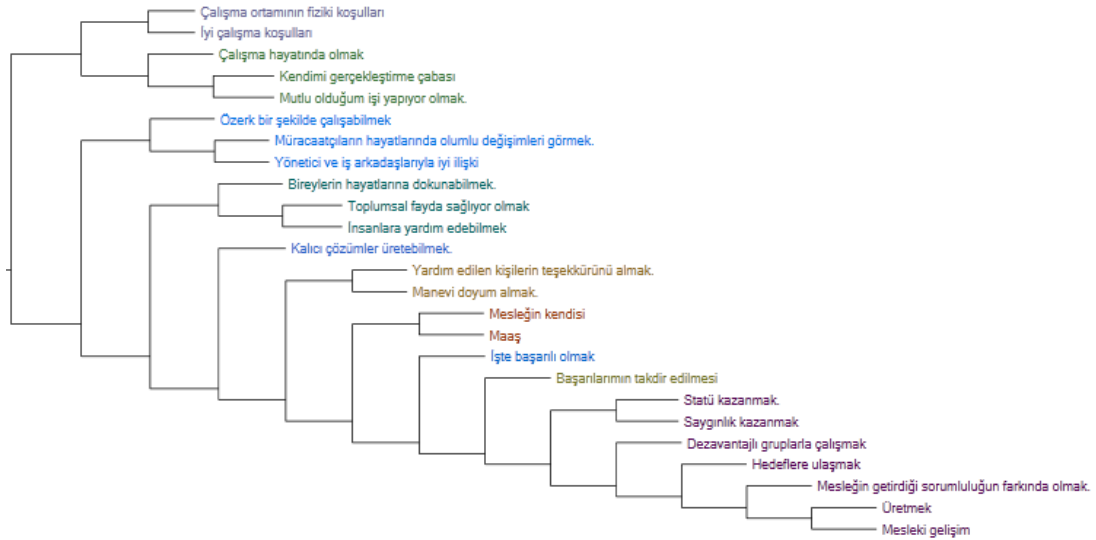 Çalışma ortamının fiziki koşulları
İyi çalışma koşulları
Çalışma hayatında olmak
Kendimi gerçekleştirme çabası
Mutlu olduğum işi yapıyor olmak.
Özerk bir şekilde çalışabilmek
Müracaatçıların hayatlarında olumlu değişimleri görmek.
Yönetici ve iş arkadaşlarıyla iyi ilişki
Bireylerin hayatlarına dokunabilmek.
Toplumsal fayda sağlıyor olmak
İnsanlara yardım edebilmek
Kalıcı çözümler üretebilmek.
Yardım edilen kişilerin teşekkürünü almak.
Manevi doyum almak.
Mesleğin kendisi
Maaş
İşte başarılı olmak
Başarılarımın takdir edilmesi
Statü kazanmak.
Saygınlık kazanmak
Dezavantajlı gruplarla çalışmak
Hedeflere ulaşmak
Mesleğin getirdiği sorumluluğun farkında olmak.
Üretmek
Mesleki gelişim